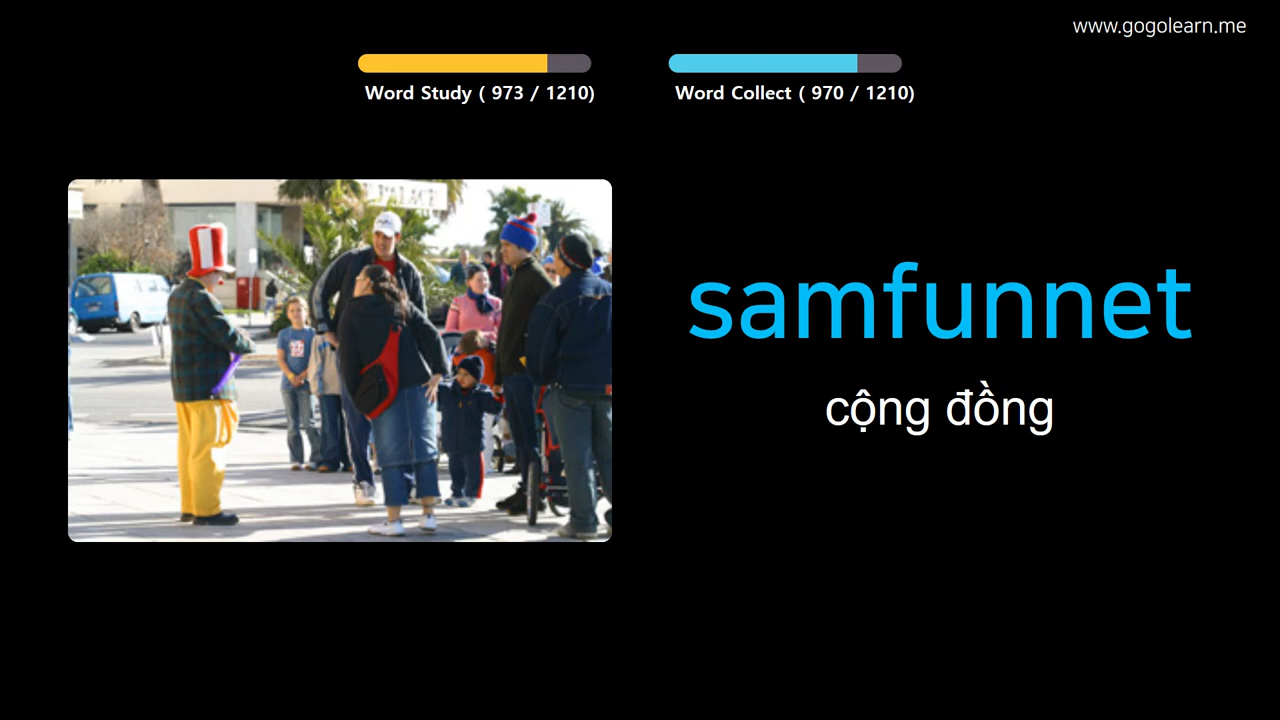 www.gogolearn.me
Word Study ( 973 / 1210)
Word Collect ( 970 / 1210)
samfunnet
cộng đồng